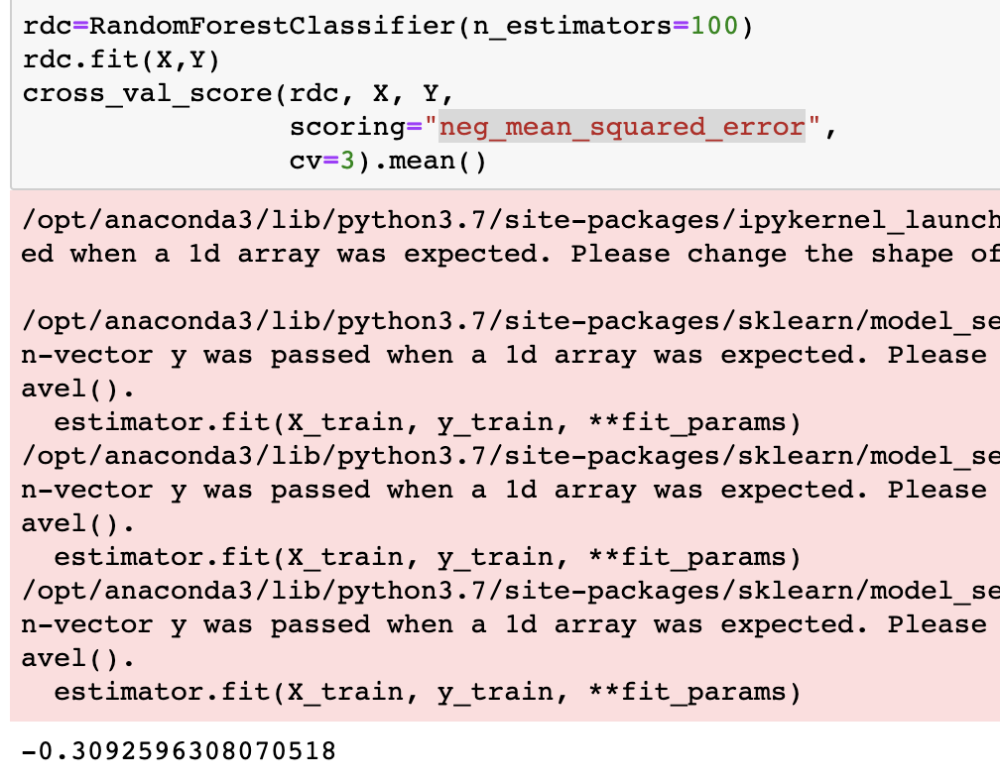 rdc=RandomForestClassifier(n_estimators=100)
rdc.fit(X,Y)
cross_val_score(rdc, X, Y,
                scoring="neg_mean_squared_error",
                cv=3).mean()
/opt/anaconda3/lib/python3.7/site-packages/ipykernel_launch
ed when a 1d array was expected. Please change the shape of
/opt/anaconda3/lib/python3.7/site-packages/sklearn/model_se
n-vector y was passed when a 1d array was expected. Please
avel().
  estimator.fit(X_train, y_train, **fit_params)
/opt/anaconda3/lib/python3.7/site-packages/sklearn/model_se
n-vector y was passed when a 1d array was expected. Please
avel().
  estimator.fit(X_train, y_train, **fit_params)
/opt/anaconda3/lib/python3.7/site-packages/sklearn/model_se
n-vector y was passed when a 1d array was expected. Please
avel().
  estimator.fit(X_train, y_train, **fit_params)
-0.3092596308070518